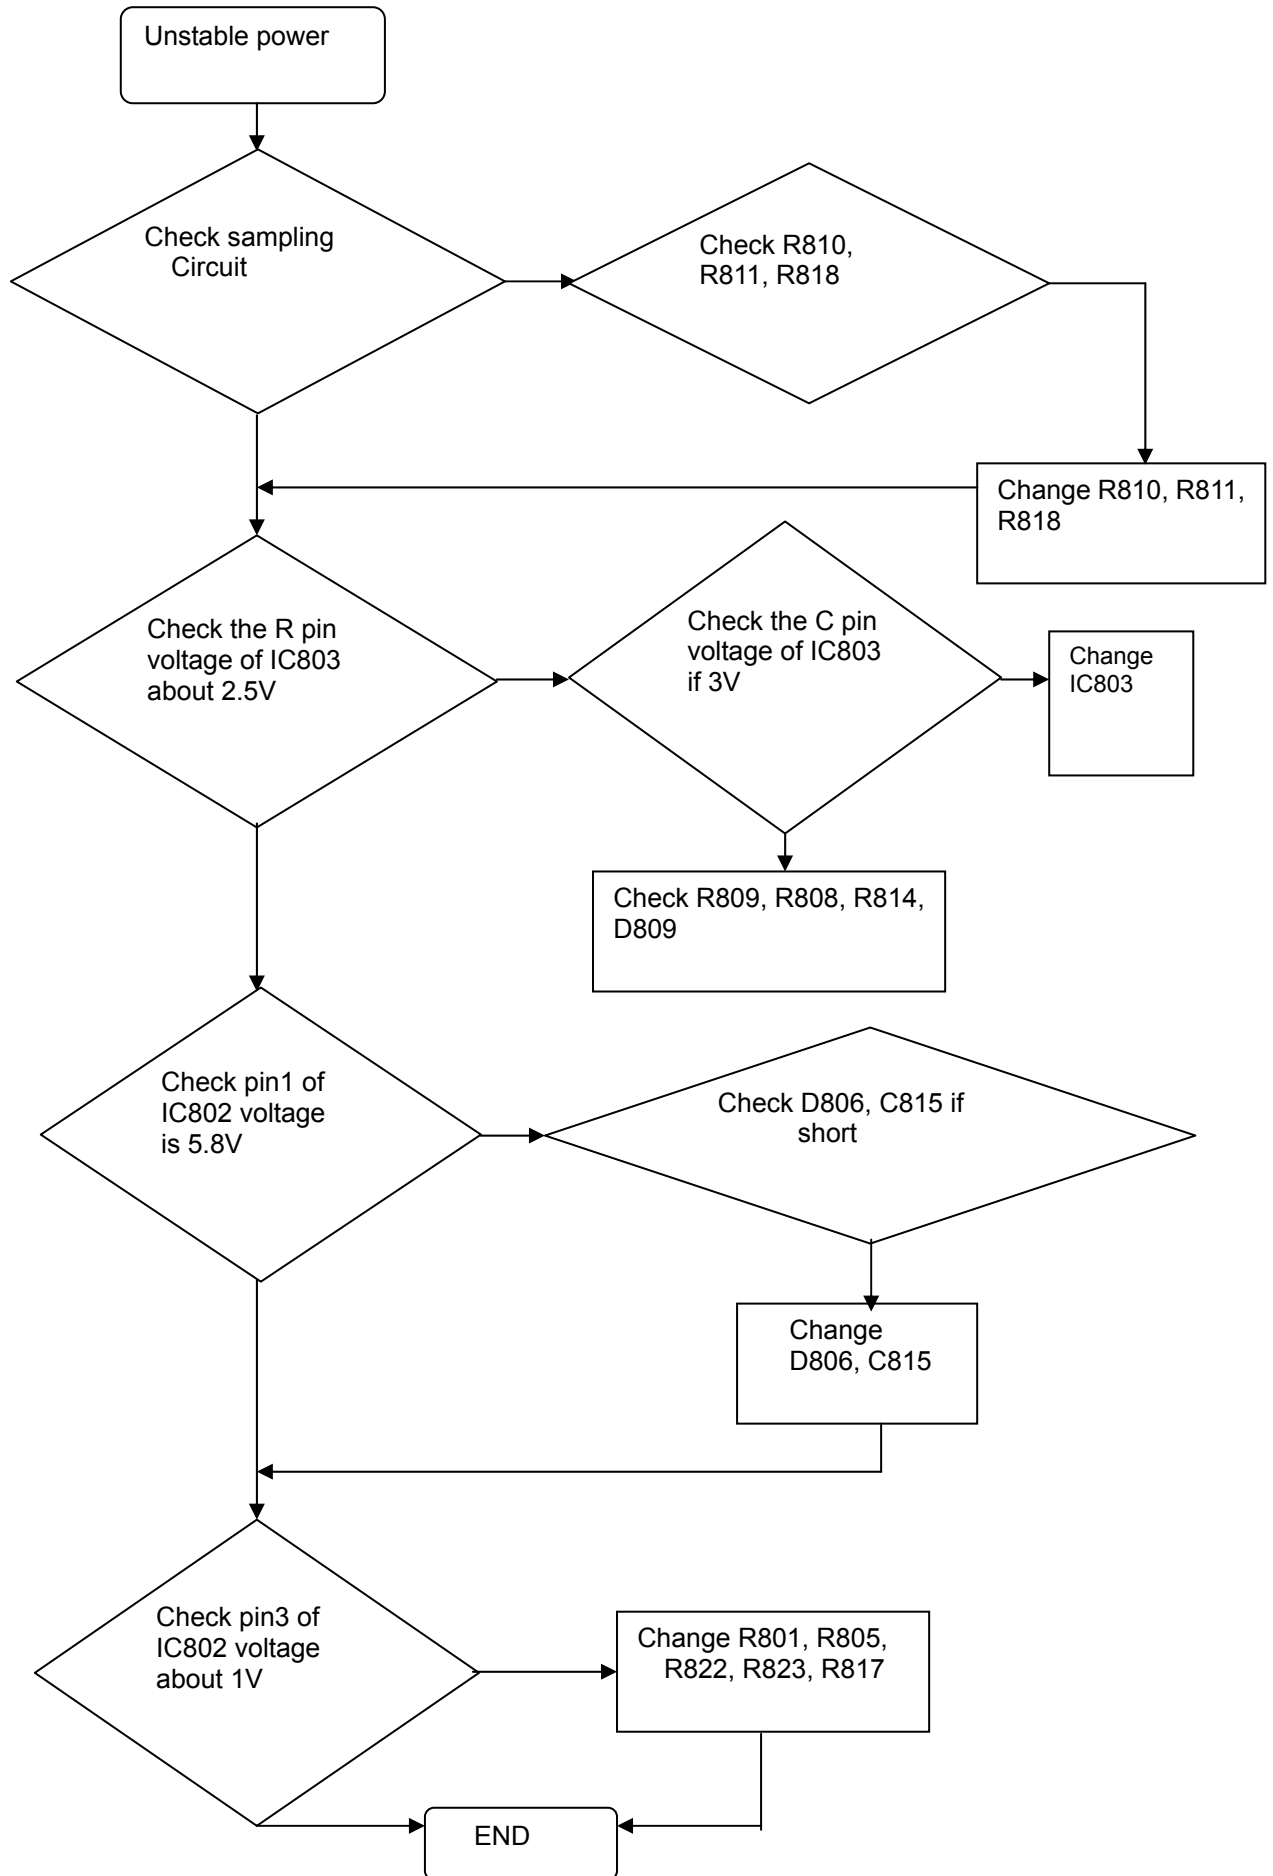 Unstable power
Check sampling
Circuit
Check R810,
R811, R818
Change R810, R811,
R818
Check the R pin
voltage of IC803
about 2.5V
Check the C pin
voltage of IC803
if 3V
Change
IC803
Check R809, R808, R814,
D809
Check pin1 of
IC802 voltage
is 5.8V
Check D806, C815 if
short
Change
D806, C815
Check pin3 of
IC802 voltage
about 1V
Change R801, R805,
R822, R823, R817
END